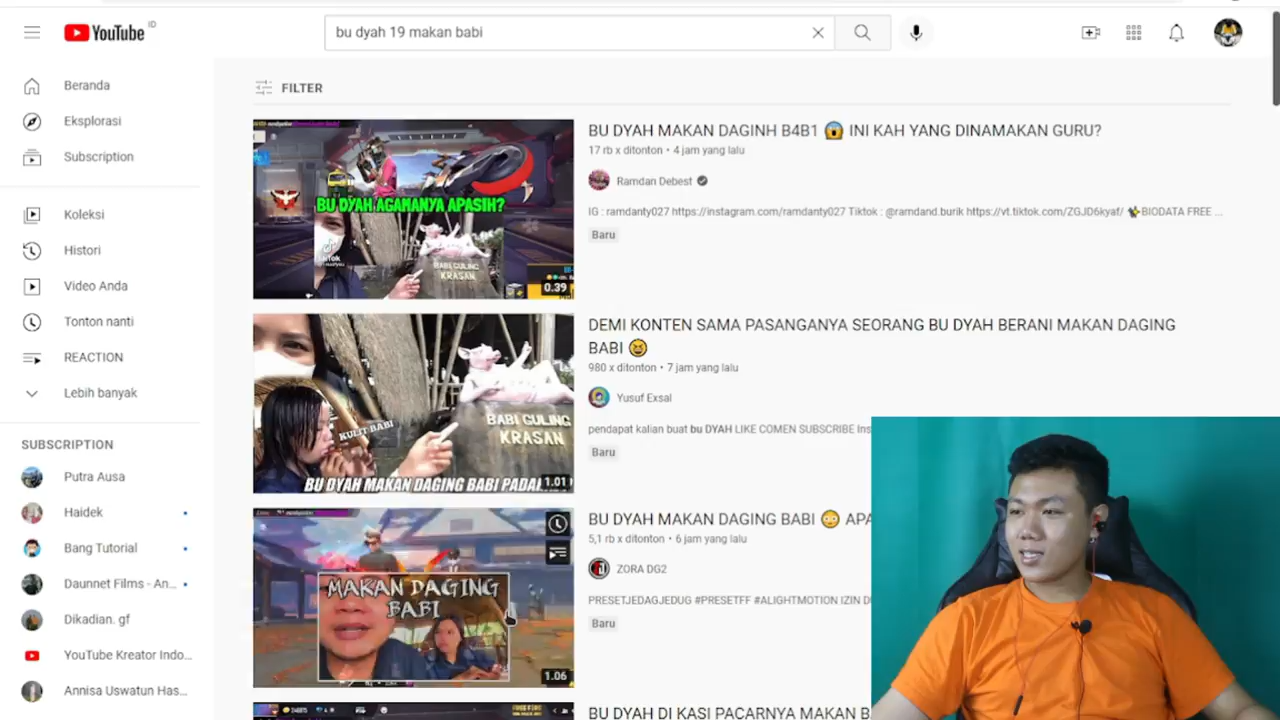 YouTube ID
bu dyah 19 makan babi
Beranda
Eksplorasi
Subscription
Koleksi
Histori
Video Anda
Tonton nanti
REACTION
Lebih banyak
SUBSCRIPTION
Putra Ausa
Haidek
Bang Tutorial
Daunnet Films - An...
Dikadian. gf
YouTube Kreator Indo...
Annisa Uswatun Has...
FILTER
BU DYAH AGAMANYA APASIH?
TikTok
BABI GULING
KRASAN
0.39
BU DYAH MAKAN DAGINH B4B1 😱 INI KAH YANG DINAMAKAN GURU?
17 rb x ditonton • 4 jam yang lalu
Ramdan Debest
IG : ramdanty027 https://instagram.com/ramdanty027 Tiktok : @ramdand.burik https://vt.tiktok.com/ZGJD6kyaf/ ✨BIODATA FREE ...
Baru
KULIT BABI
BABI GULING
KRASAN
BU DYAH MAKAN DAGING BABI PADAI
1.01
DEMI KONTEN SAMA PASANGANYA SEORANG BU DYAH BERANI MAKAN DAGING
BABI 😆
980 x ditonton • 7 jam yang lalu
Yusuf Exsal
pendapat kalian buat bu DYAH LIKE COMEN SUBSCRIBE Ins
Baru
MAKAN DAGING
BABI
1.06
BU DYAH MAKAN DAGING BABI 😳 APA
5,1 rb x ditonton • 6 jam yang lalu
ZORA DG2
PRESETJEDAGJEDUG #PRESETFF #ALIGHTMOTION IZIN D
Baru
BU DYAH DI KASI PACARNYA MAKAN B